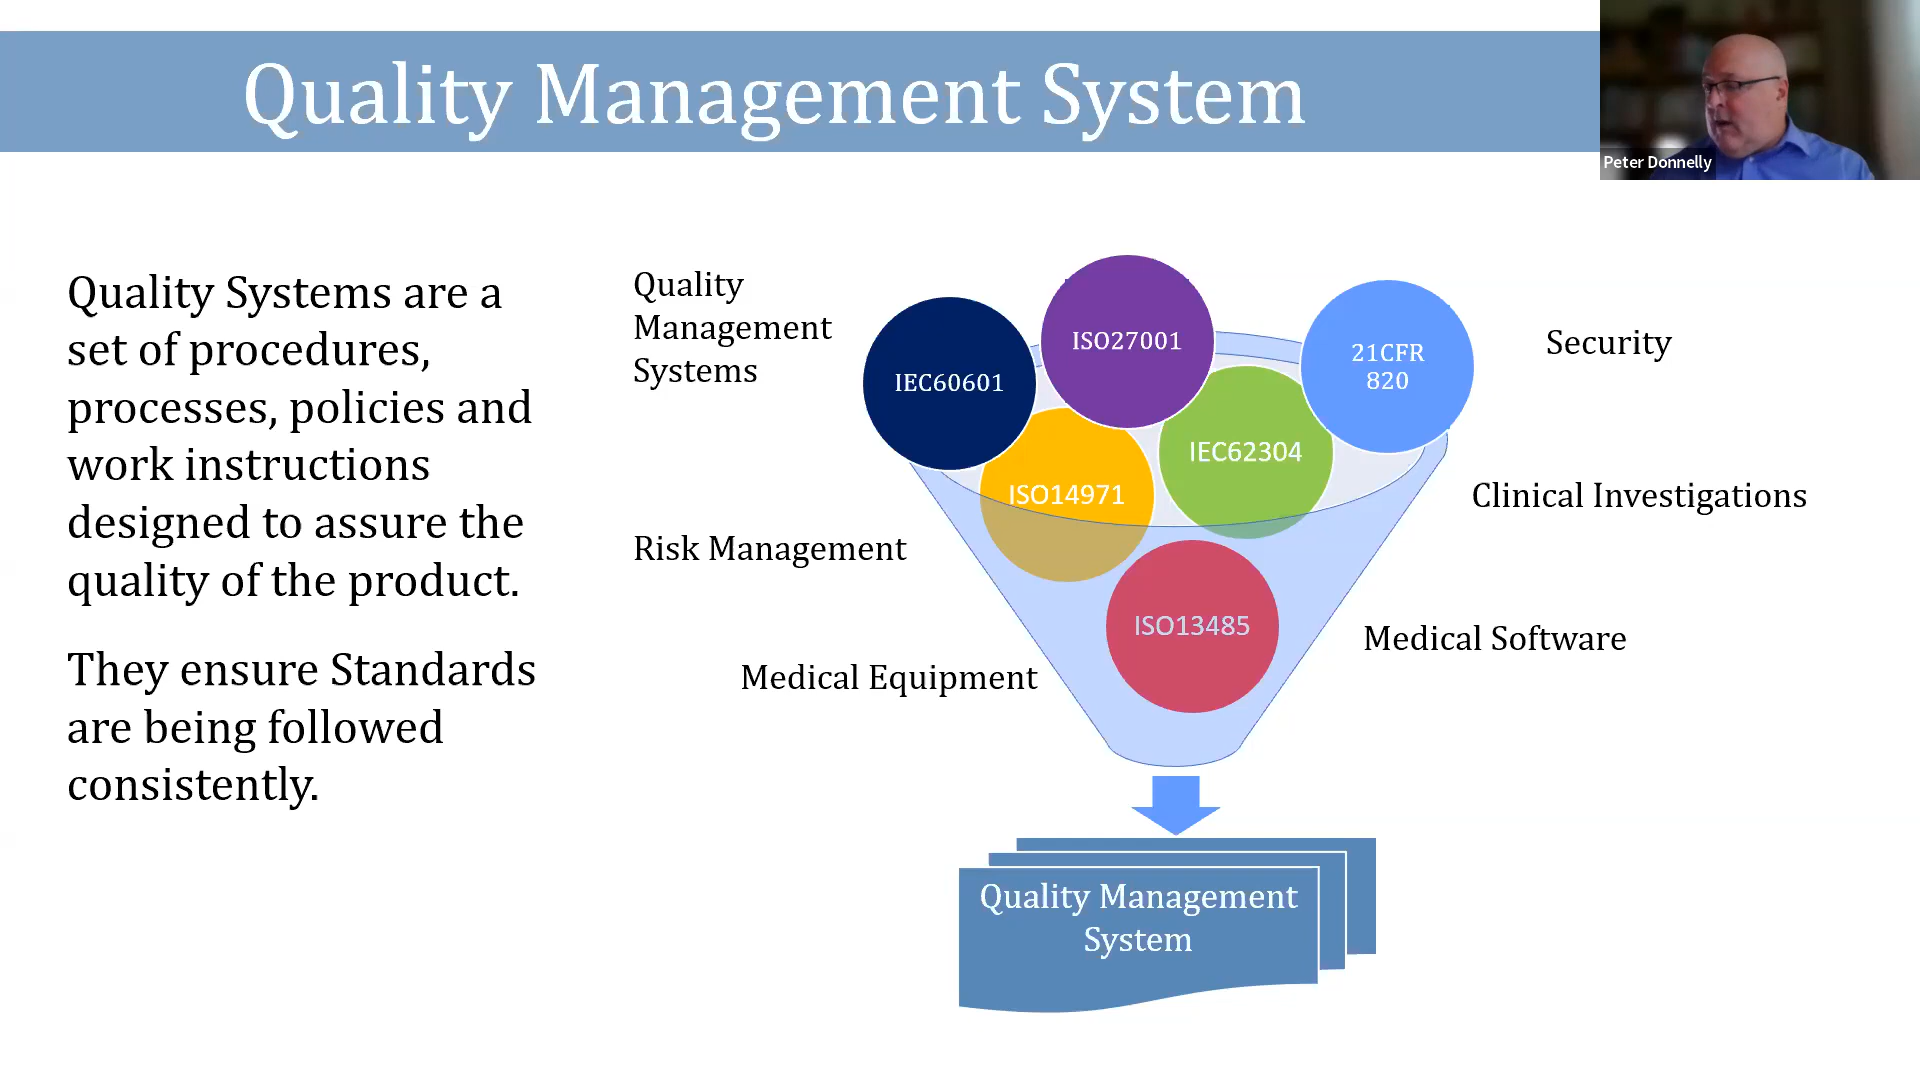 Quality Management System
Peter Donnelly
Quality Systems are a
set of procedures,
processes, policies and
work instructions
designed to assure the
quality of the product.
They ensure Standards
are being followed
consistently.
Quality
Management
Systems
Risk Management
Medical Equipment
IEC60601
ISO27001
21CFR
820
ISO14971
IEC62304
ISO13485
Security
Clinical Investigations
Medical Software
Quality Management
System